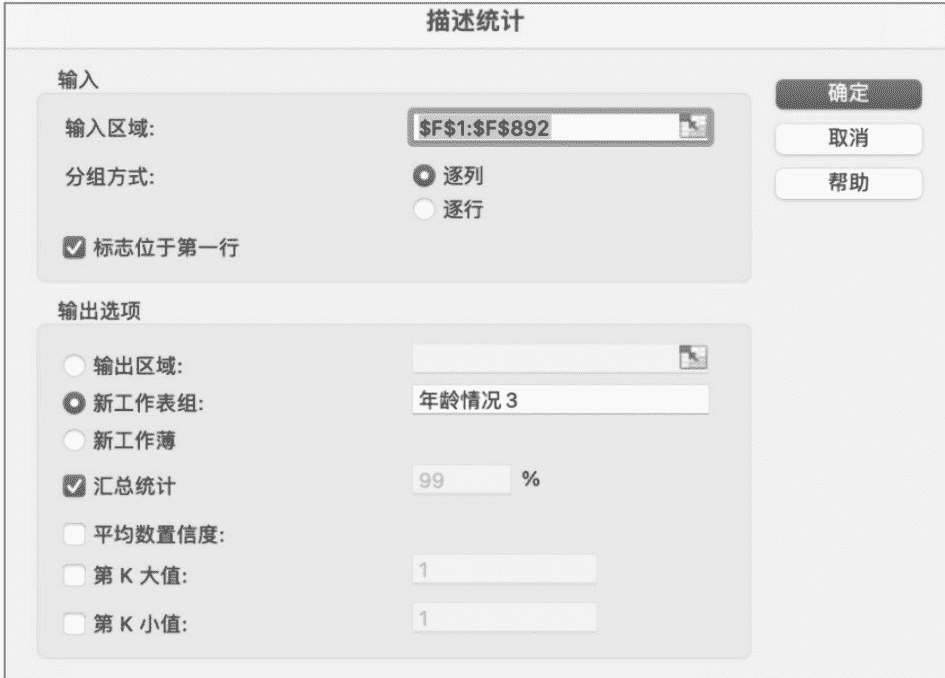 描述统计
输入
确定
输入区域: $F$1:$F$892
取消
分组方式: 逐列
帮助
逐行
标志位于第一行
输出选项
输出区域:
新工作表组: 年龄情况 3
新工作薄
汇总统计 99 %
平均数置信度:
第 K 大值: 1
第 K 小值: 1